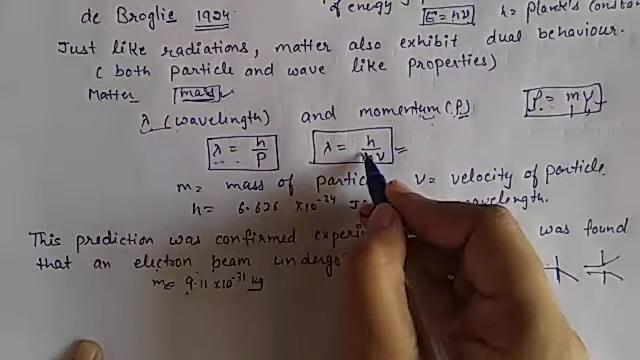 of energy E = hν h = planck's constan
de Broglie 1924
Just like radiations, matter also exhibit dual behaviour.
( both particle and wave like properties)
Matter mass
λ (wavelength) and momentum (P) P = mv
λ = h/P λ = h/mv =
m = mass of partic v = velocity of particle
h = 6.626 × 10⁻³⁴ J wavelength.
This prediction was confirmed experi was found
that an electron beam undergo
m = 9.11 × 10⁻³¹ kg